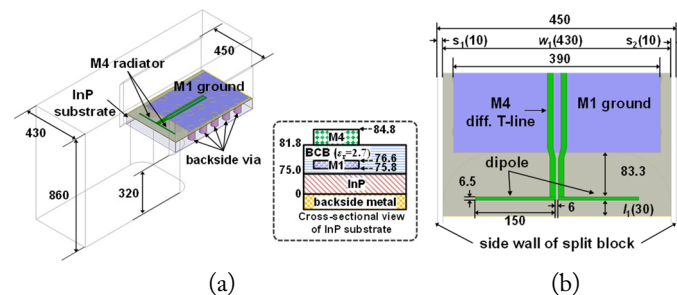 450
M4 radiator
M1 ground
InP
substrate
430
backside via
860
320
84.8
M4
81.8
BCB (εr=2.7)
76.6
M1
75.8
75.0
InP
0
backside metal
Cross-sectional view
of InP substrate
(a)
450
s1(10)
w1(430)
s2(10)
390
M4
diff. T-line
M1 ground
dipole
83.3
6.5
6
l1(30)
150
side wall of split block
(b)